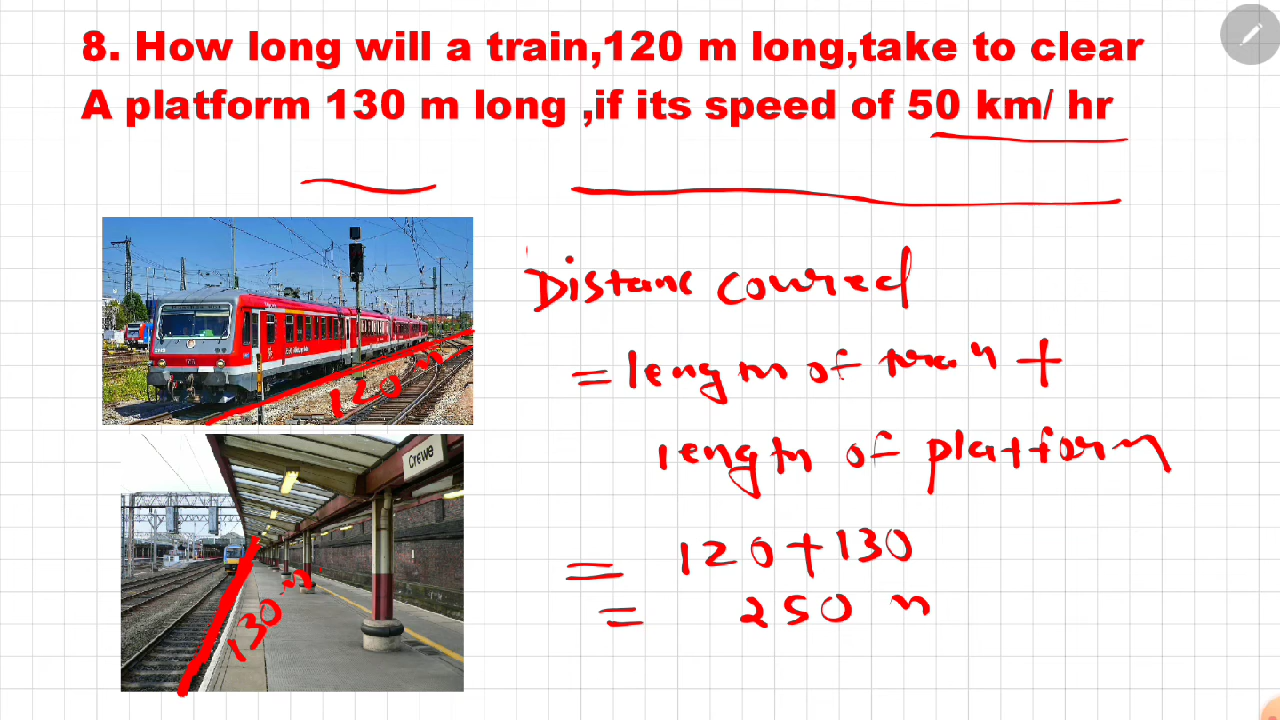 8. How long will a train,120 m long,take to clear
A platform 130 m long ,if its speed of 50 km/ hr
Distanc covered
= length of train +
length of platform
= 120+130
= 250 m
120 m
130 m
Crewe